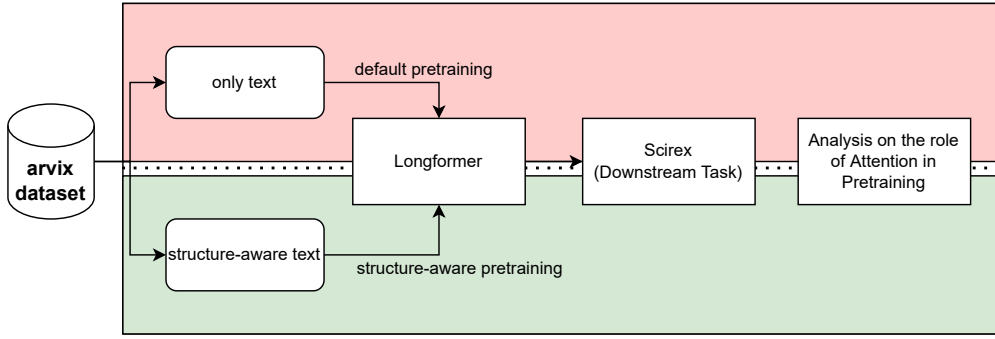 only text
default pretraining
arvix
dataset
Longformer
Scirex
(Downstream Task)
Analysis on the role
of Attention in
Pretraining
structure-aware text
structure-aware pretraining